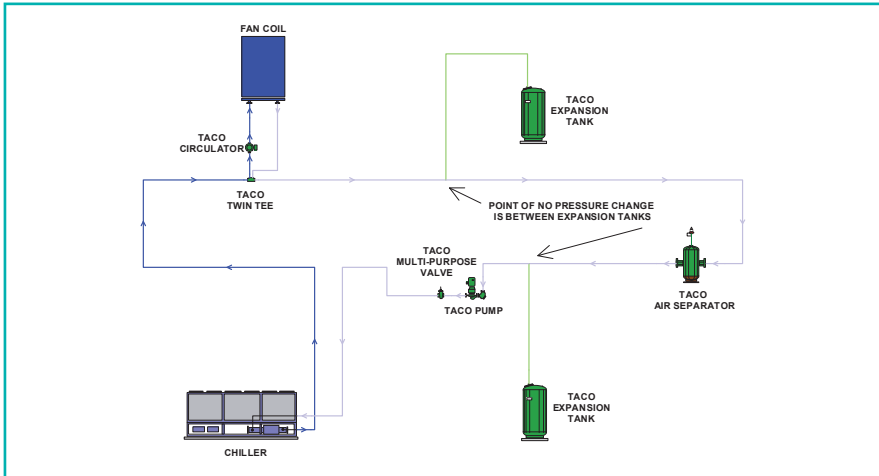 FAN COIL
TACO
EXPANSION
TANK
TACO
CIRCULATOR
TACO
TWIN TEE
POINT OF NO PRESSURE CHANGE
IS BETWEEN EXPANSION TANKS
TACO
MULTI-PURPOSE
VALVE
TACO PUMP
TACO
AIR SEPARATOR
TACO
EXPANSION
TANK
CHILLER